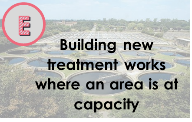 E
Building new
treatment works
where an area is at
capacity